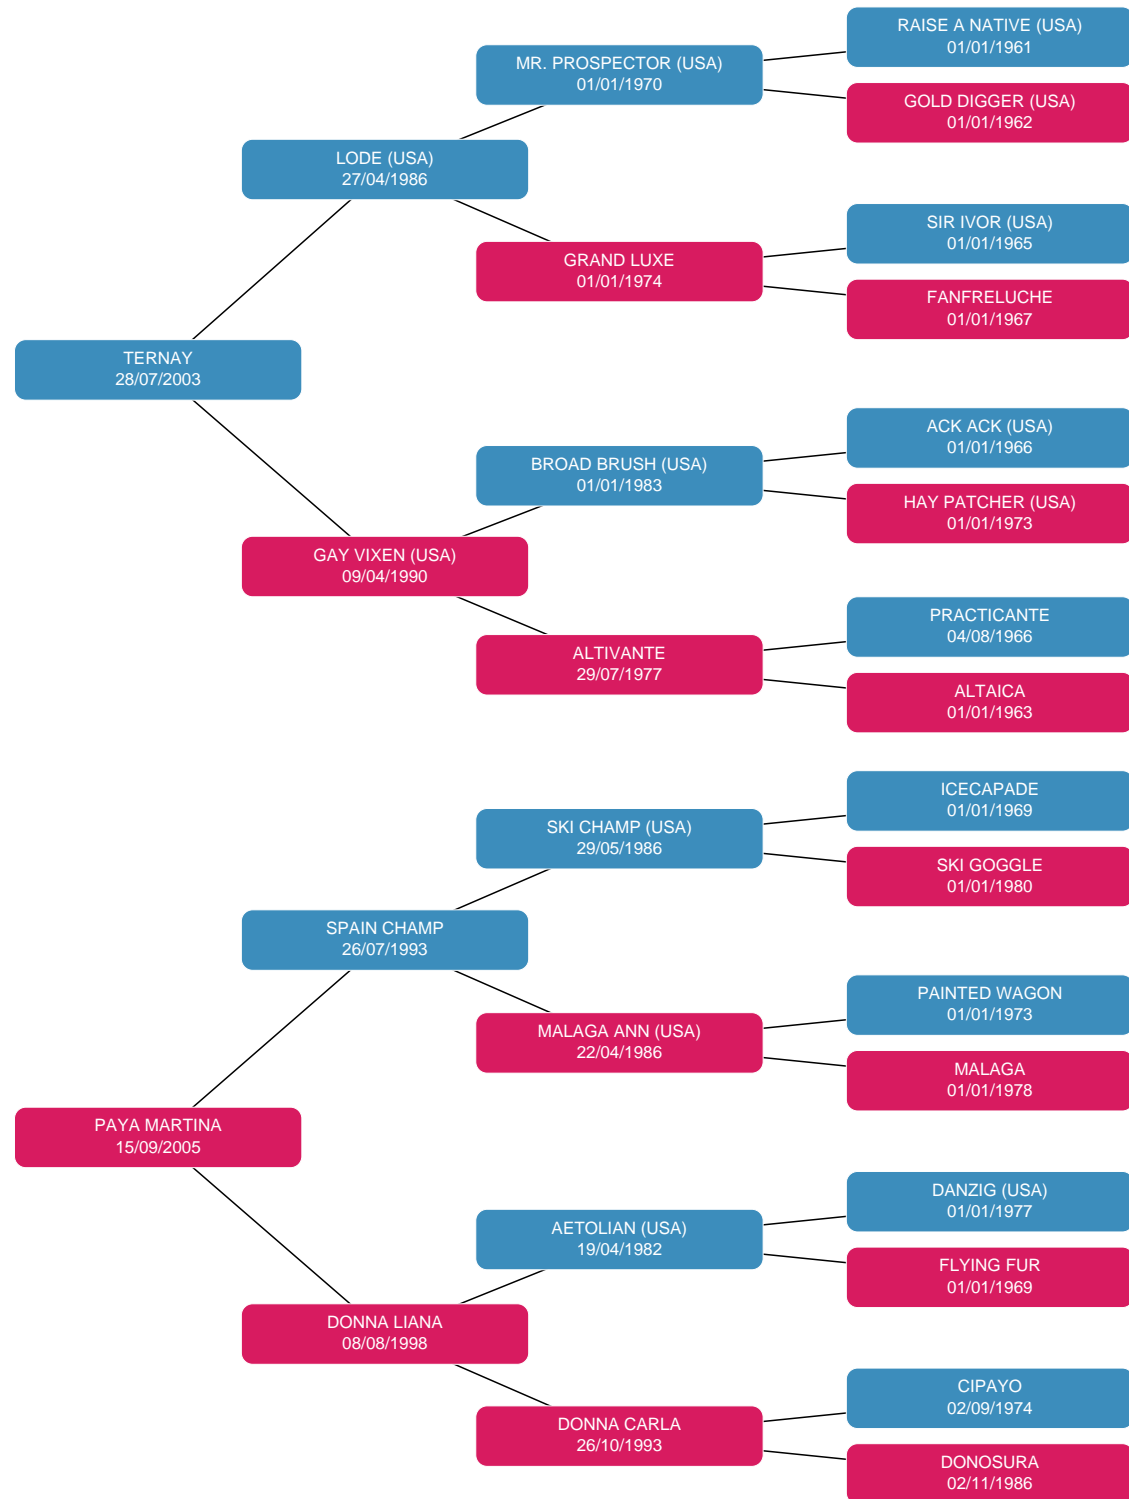 RAISE A NATIVE (USA)
01/01/1961
MR. PROSPECTOR (USA)
01/01/1970
GOLD DIGGER (USA)
01/01/1962
LODE (USA)
27/04/1986
SIR IVOR (USA)
01/01/1965
GRAND LUXE
01/01/1974
FANFRELUCHE
01/01/1967
TERNAY
28/07/2003
ACK ACK (USA)
01/01/1966
BROAD BRUSH (USA)
01/01/1983
HAY PATCHER (USA)
01/01/1973
GAY VIXEN (USA)
09/04/1990
PRACTICANTE
04/08/1966
ALTIVANTE
29/07/1977
ALTAICA
01/01/1963
ICECAPADE
01/01/1969
SKI CHAMP (USA)
29/05/1986
SKI GOGGLE
01/01/1980
SPAIN CHAMP
26/07/1993
PAINTED WAGON
01/01/1973
MALAGA ANN (USA)
22/04/1986
MALAGA
01/01/1978
PAYA MARTINA
15/09/2005
DANZIG (USA)
01/01/1977
AETOLIAN (USA)
19/04/1982
FLYING FUR
01/01/1969
DONNA LIANA
08/08/1998
CIPAYO
02/09/1974
DONNA CARLA
26/10/1993
DONOSURA
02/11/1986